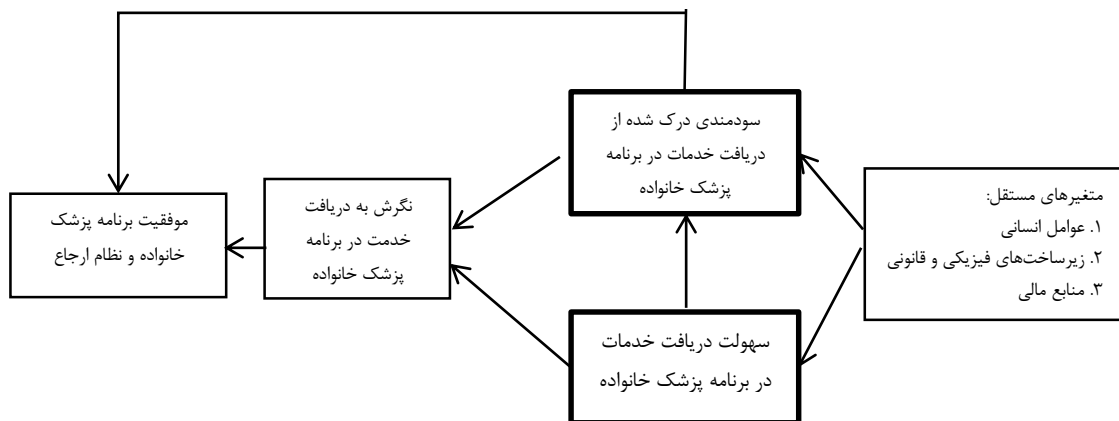 متغیرهای مستقل:
۱. عوامل انسانی
۲. زیرساخت‌های فیزیکی و قانونی
۳. منابع مالی
سودمندی درک شده از
دریافت خدمات در برنامه
پزشک خانواده
سهولت دریافت خدمات
در برنامه پزشک خانواده
نگرش به دریافت
خدمت در برنامه
پزشک خانواده
موفقیت برنامه پزشک
خانواده و نظام ارجاع